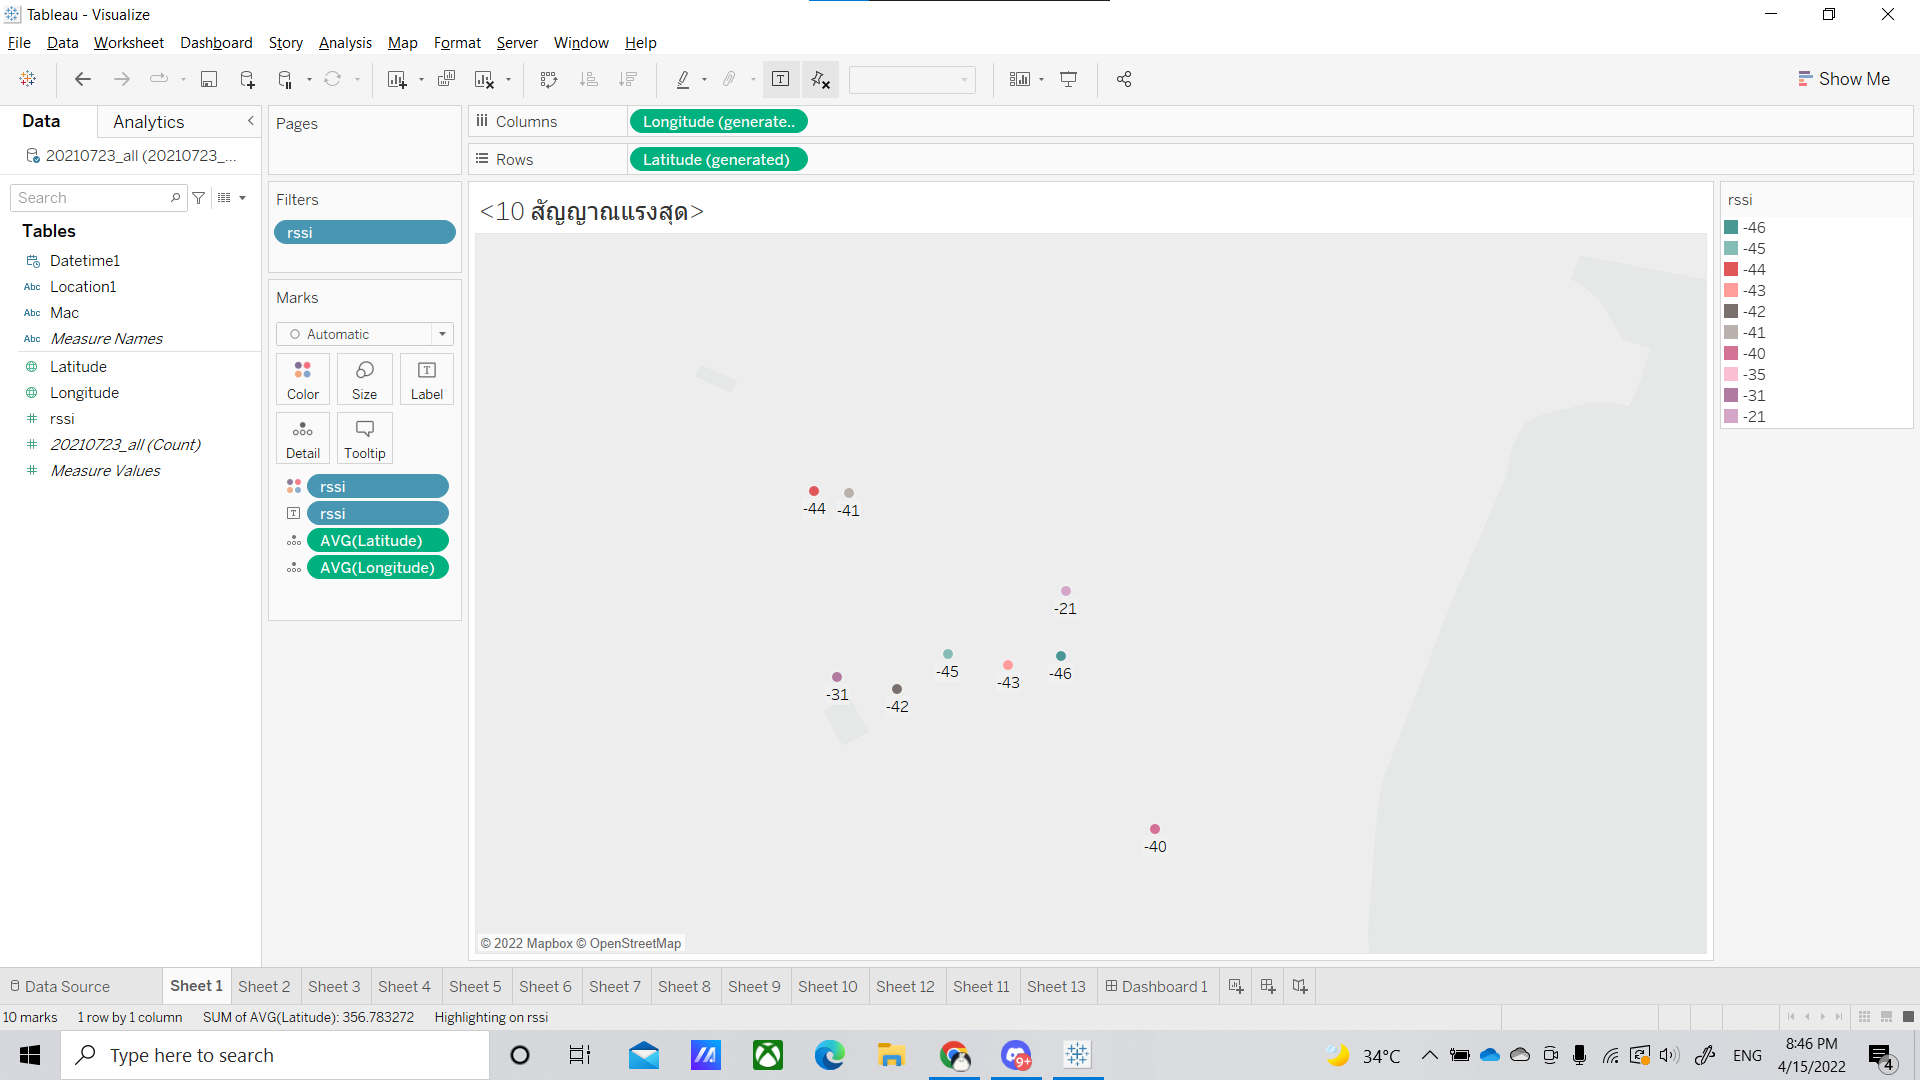 Tableau - Visualize
File Data Worksheet Dashboard Story Analysis Map Format Server Window Help
Show Me
Data
Analytics
20210723_all (20210723_...
Search
Tables
Datetime1
Abc Location1
Abc Mac
Abc Measure Names
Latitude
Longitude
rssi
20210723_all (Count)
Measure Values
Pages
Filters
rssi
Marks
Automatic
Color Size Label
Detail Tooltip
rssi
rssi
AVG(Latitude)
AVG(Longitude)
Columns Longitude (generate..
Rows Latitude (generated)
<10 สัญญาณแรงสุด>
-44
-41
-21
-45
-43
-46
-31
-42
-40
© 2022 Mapbox © OpenStreetMap
rssi
-46
-45
-44
-43
-42
-41
-40
-35
-31
-21
Data Source Sheet 1 Sheet 2 Sheet 3 Sheet 4 Sheet 5 Sheet 6 Sheet 7 Sheet 8 Sheet 9 Sheet 10 Sheet 12 Sheet 11 Sheet 13 Dashboard 1
10 marks 1 row by 1 column SUM of AVG(Latitude): 356.783272 Highlighting on rssi
Type here to search
9+
34°C
ENG
8:46 PM
4/15/2022
4